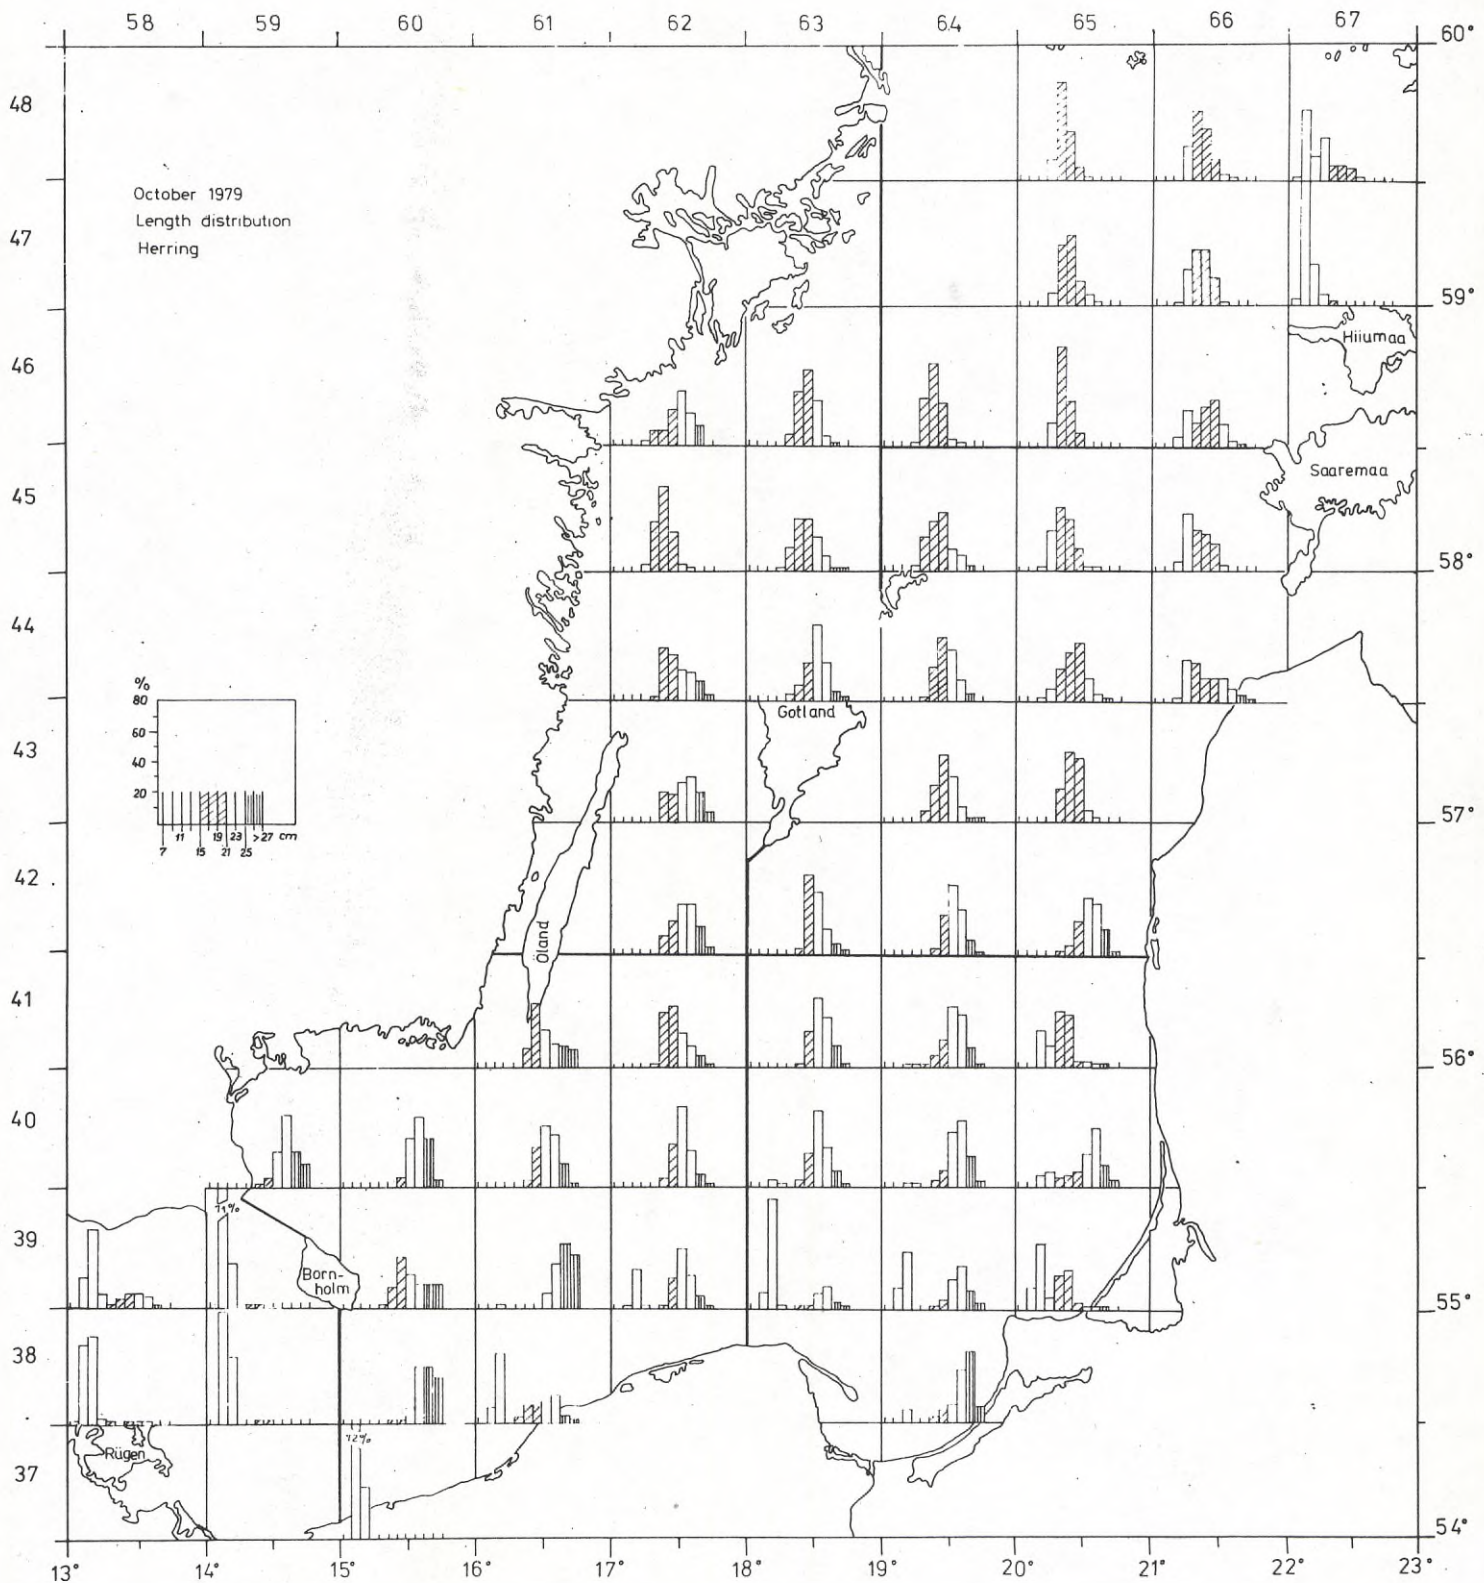 58 59 60 61 62 63 64 65 66 67
60°
48
October 1979
Length distribution
Herring
47
59°
Hiiumaa
46
Saaremaa
45
58°
44
%
80
60
40
20
11 19 23 >27 cm
7 15 21 25
Gotland
43
57°
42
Öland
41
56°
40
71%
39
Born-
holm
55°
38
72%
Rügen
37
54°
13° 14° 15° 16° 17° 18° 19° 20° 21° 22° 23°